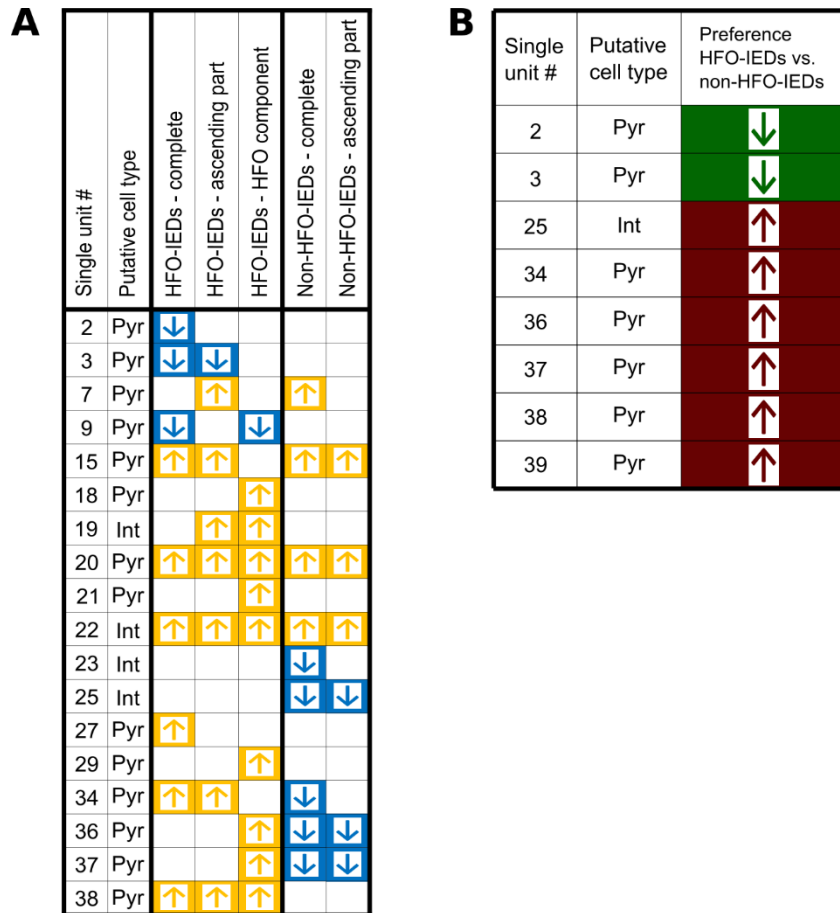 A
Single unit #
Putative cell type
HFO-IEDs - complete
HFO-IEDs - ascending part
HFO-IEDs - HFO component
Non-HFO-IEDs - complete
Non-HFO-IEDs - ascending part
2 Pyr ↓
3 Pyr ↓ ↓
7 Pyr ↑ ↑
9 Pyr ↓ ↓
15 Pyr ↑ ↑ ↑ ↑
18 Pyr ↑
19 Int ↑ ↑
20 Pyr ↑ ↑ ↑ ↑ ↑
21 Pyr ↑
22 Int ↑ ↑ ↑ ↑ ↑
23 Int ↓
25 Int ↓ ↓
27 Pyr ↑
29 Pyr ↑
34 Pyr ↑ ↑ ↓
36 Pyr ↑ ↓ ↓
37 Pyr ↑ ↓ ↓
38 Pyr ↑ ↑ ↑
B
Single
unit #
Putative
cell type
Preference
HFO-IEDs vs.
non-HFO-IEDs
2 Pyr ↓
3 Pyr ↓
25 Int ↑
34 Pyr ↑
36 Pyr ↑
37 Pyr ↑
38 Pyr ↑
39 Pyr ↑